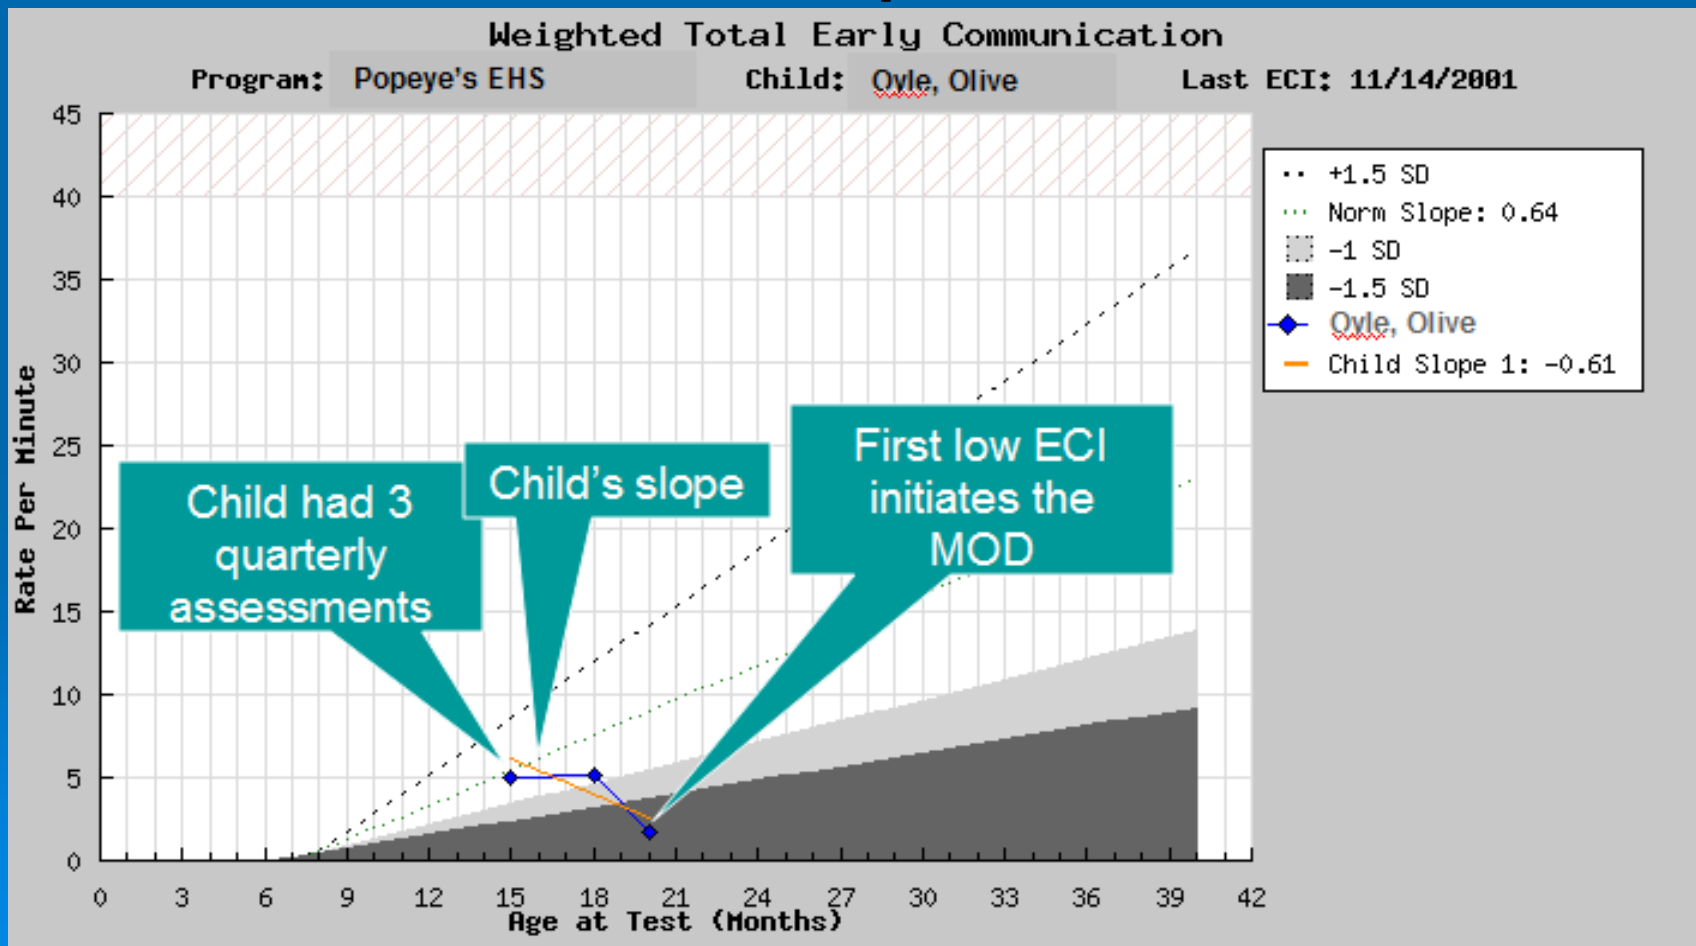 Weighted Total Early Communication
Program: Popeye's EHS Child: Oyle, Olive Last ECI: 11/14/2001
45
40
35
30
25
20
15
10
5
0
Rate Per Minute
0 3 6 9 12 15 18 21 24 27 30 33 36 39 42
Age at Test (Months)
+1.5 SD
Norm Slope: 0.64
-1 SD
-1.5 SD
Oyle, Olive
Child Slope 1: -0.61
Child had 3
quarterly
assessments
Child's slope
First low ECI
initiates the
MOD